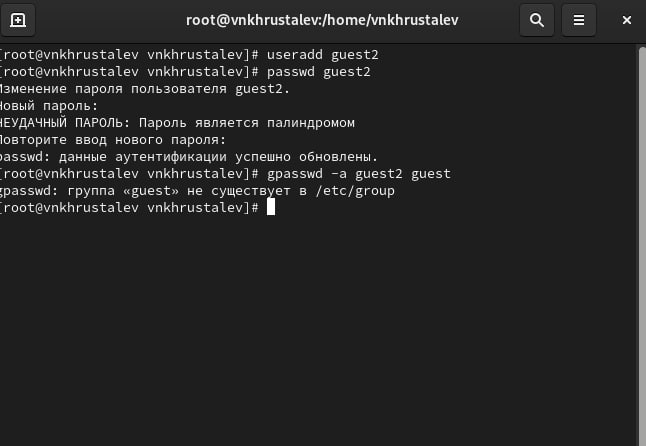 root@vnkhrustalev:/home/vnkhrustalev
[root@vnkhrustalev vnkhrustalev]# useradd guest2
[root@vnkhrustalev vnkhrustalev]# passwd guest2
Изменение пароля пользователя guest2.
Новый пароль:
НЕУДАЧНЫЙ ПАРОЛЬ: Пароль является палиндромом
Повторите ввод нового пароля:
passwd: данные аутентификации успешно обновлены.
[root@vnkhrustalev vnkhrustalev]# gpasswd -a guest2 guest
gpasswd: группа «guest» не существует в /etc/group
[root@vnkhrustalev vnkhrustalev]#